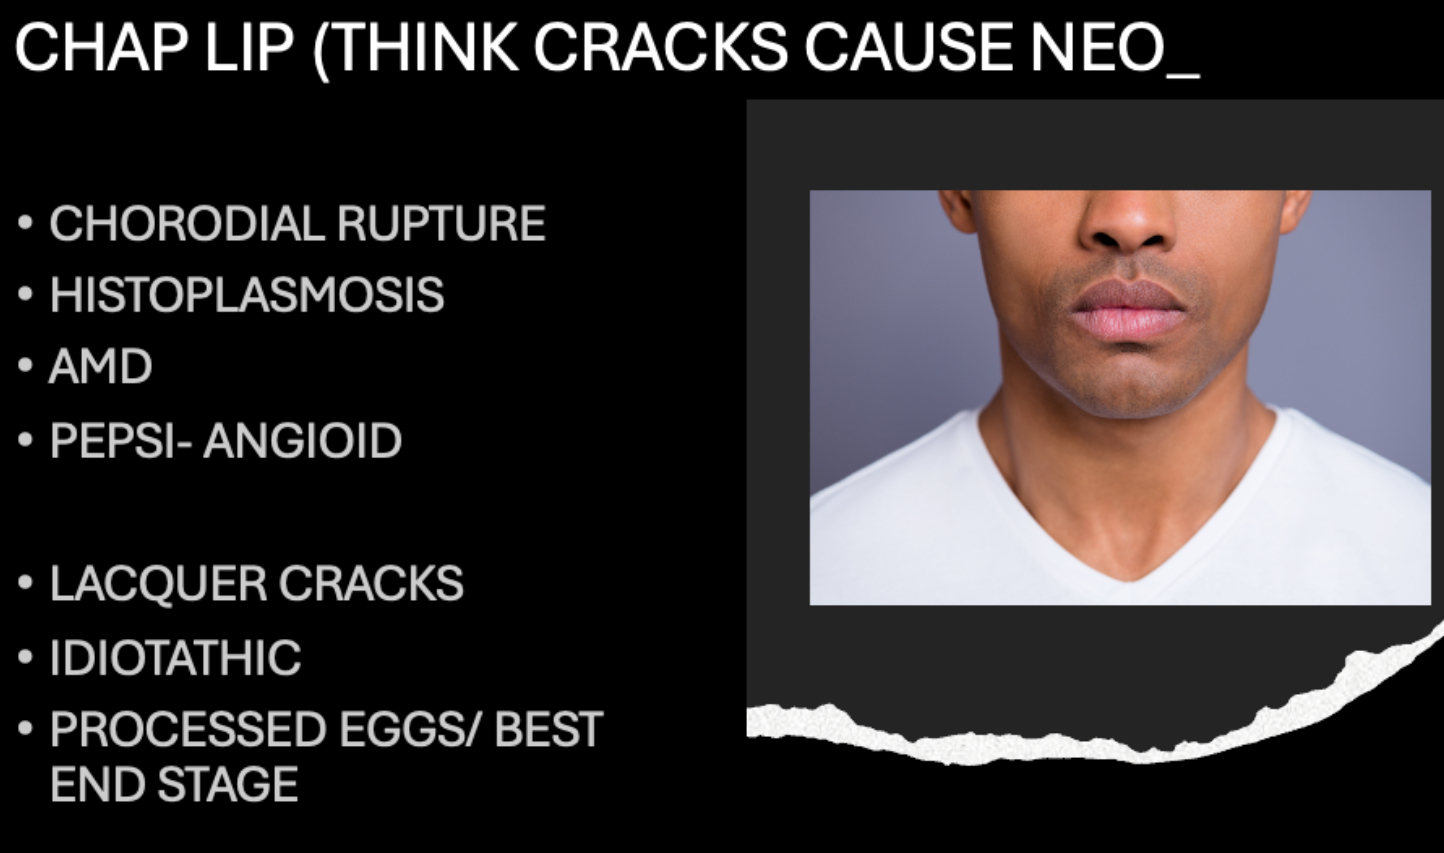 CHAP LIP (THINK CRACKS CAUSE NEO_
• CHORODIAL RUPTURE
• HISTOPLASMOSIS
• AMD
• PEPSI- ANGIOID
• LACQUER CRACKS
• IDIOTATHIC
• PROCESSED EGGS/ BEST
END STAGE